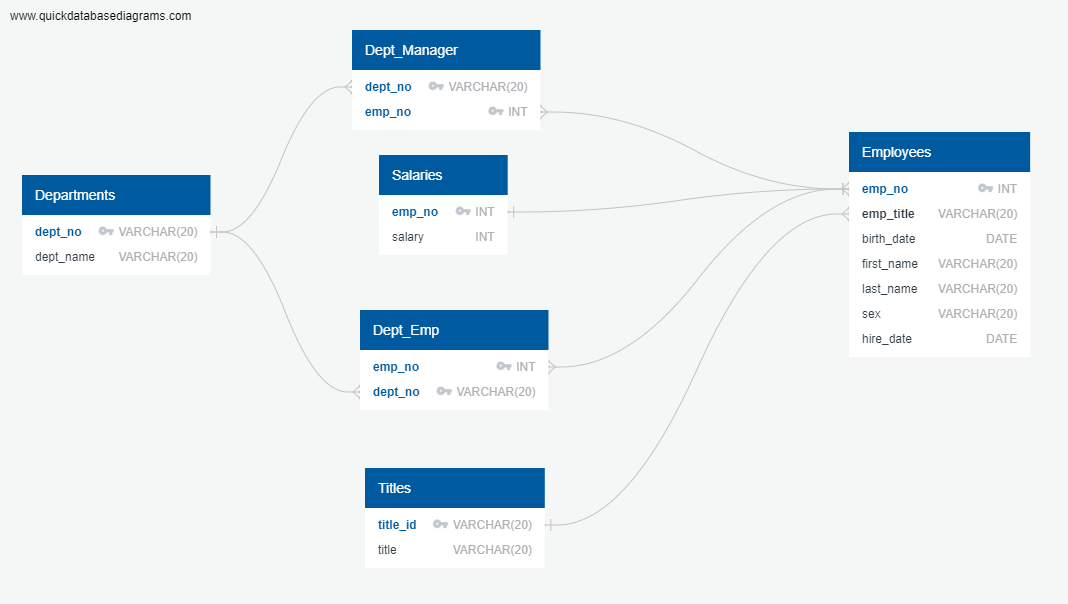 www.quickdatabasediagrams.com
Dept_Manager
dept_no VARCHAR(20)
emp_no INT
Salaries
emp_no INT
salary INT
Departments
dept_no VARCHAR(20)
dept_name VARCHAR(20)
Dept_Emp
emp_no INT
dept_no VARCHAR(20)
Titles
title_id VARCHAR(20)
title VARCHAR(20)
Employees
emp_no INT
emp_title VARCHAR(20)
birth_date DATE
first_name VARCHAR(20)
last_name VARCHAR(20)
sex VARCHAR(20)
hire_date DATE